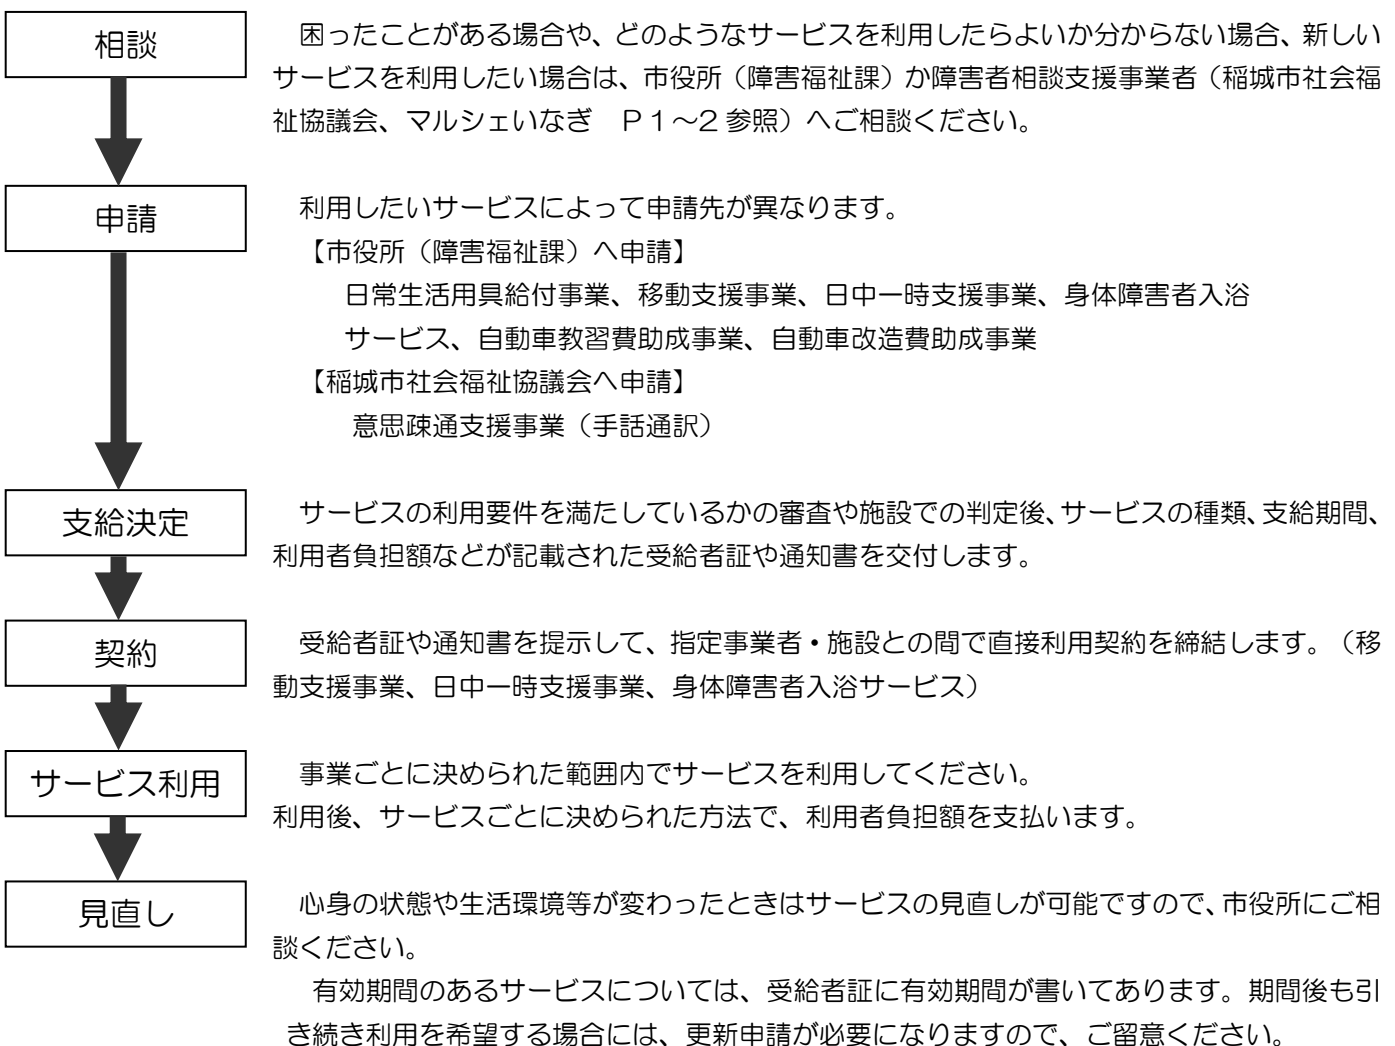 相談
困ったことがある場合や、どのようなサービスを利用したらよいか分からない場合、新しい
サービスを利用したい場合は、市役所(障害福祉課)か障害者相談支援事業者(稲城市社会福
祉協議会、マルシェいなぎ　P1～2参照)へご相談ください。
申請
利用したいサービスによって申請先が異なります。
【市役所(障害福祉課)へ申請】
日常生活用具給付事業、移動支援事業、日中一時支援事業、身体障害者入浴
サービス、自動車教習費助成事業、自動車改造費助成事業
【稲城市社会福祉協議会へ申請】
意思疎通支援事業(手話通訳)
支給決定
サービスの利用要件を満たしているかの審査や施設での判定後、サービスの種類、支給期間、
利用者負担額などが記載された受給者証や通知書を交付します。
契約
受給者証や通知書を提示して、指定事業者・施設との間で直接利用契約を締結します。(移
動支援事業、日中一時支援事業、身体障害者入浴サービス)
サービス利用
事業ごとに決められた範囲内でサービスを利用してください。
利用後、サービスごとに決められた方法で、利用者負担額を支払います。
見直し
心身の状態や生活環境等が変わったときはサービスの見直しが可能ですので、市役所にご相
談ください。
有効期間のあるサービスについては、受給者証に有効期間が書いてあります。期間後も引
き続き利用を希望する場合には、更新申請が必要になりますので、ご留意ください。